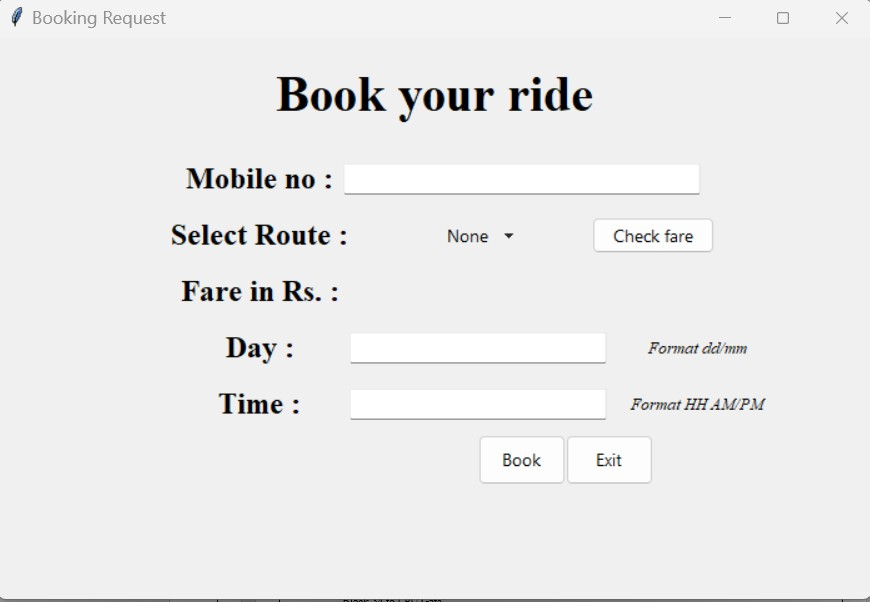 Booking Request
Book your ride
Mobile no :
Select Route : None Check fare
Fare in Rs. :
Day : Format dd/mm
Time : Format HH AM/PM
Book Exit